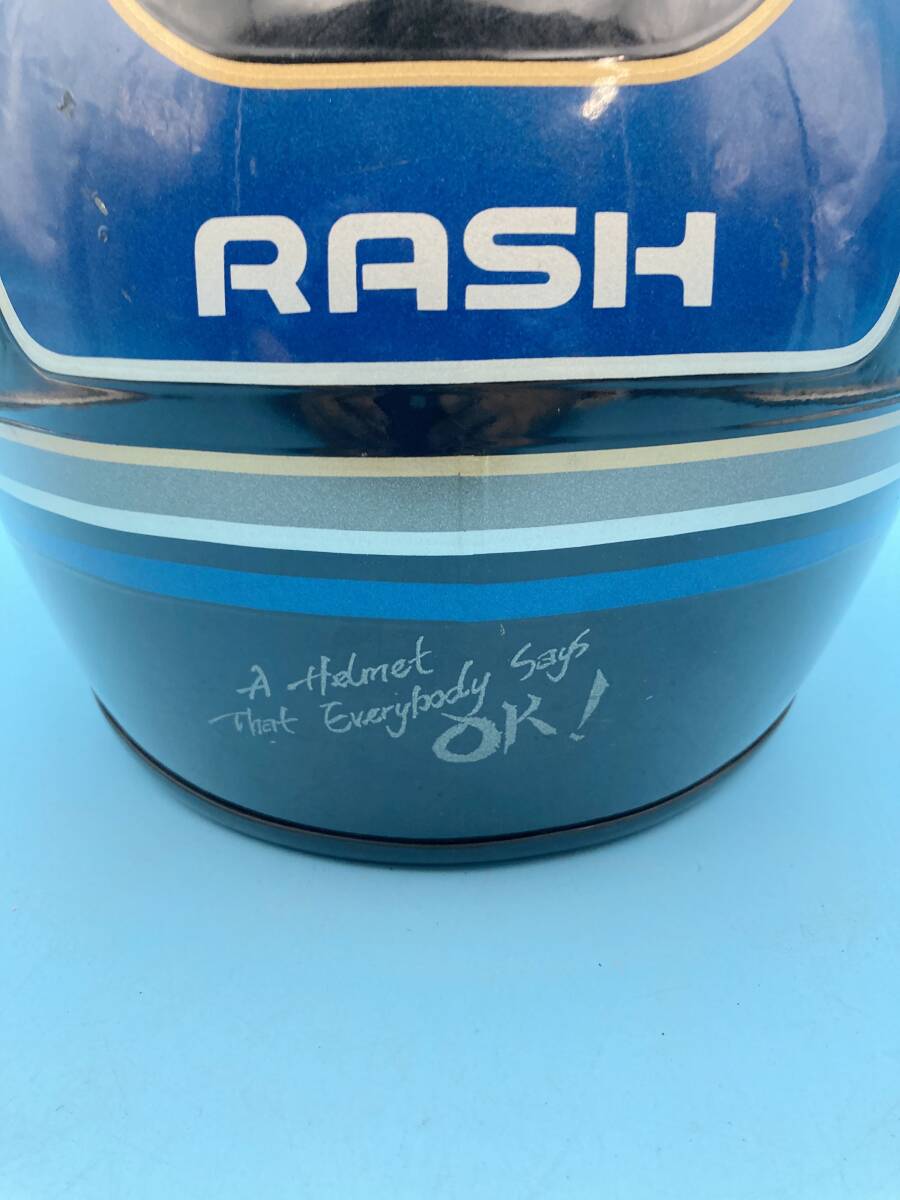 RASH
A Helmet
That Everybody Says
OK!